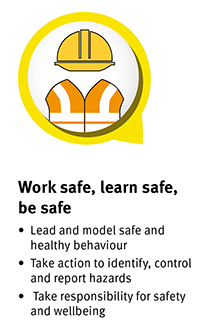 Work safe, learn safe,
be safe
• Lead and model safe and
healthy behaviour
• Take action to identify, control
and report hazards
• Take responsibility for safety
and wellbeing